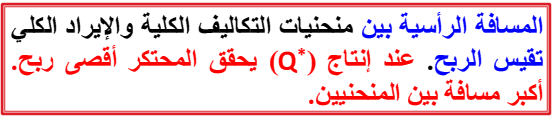 المسافة الرأسية بين منحنيات التكاليف الكلية والإيراد الكلي
تقيس الربح. عند إنتاج (Q*) يحقق المحتكر أقصى ربح.
أكبر مسافة بين المنحنيين.